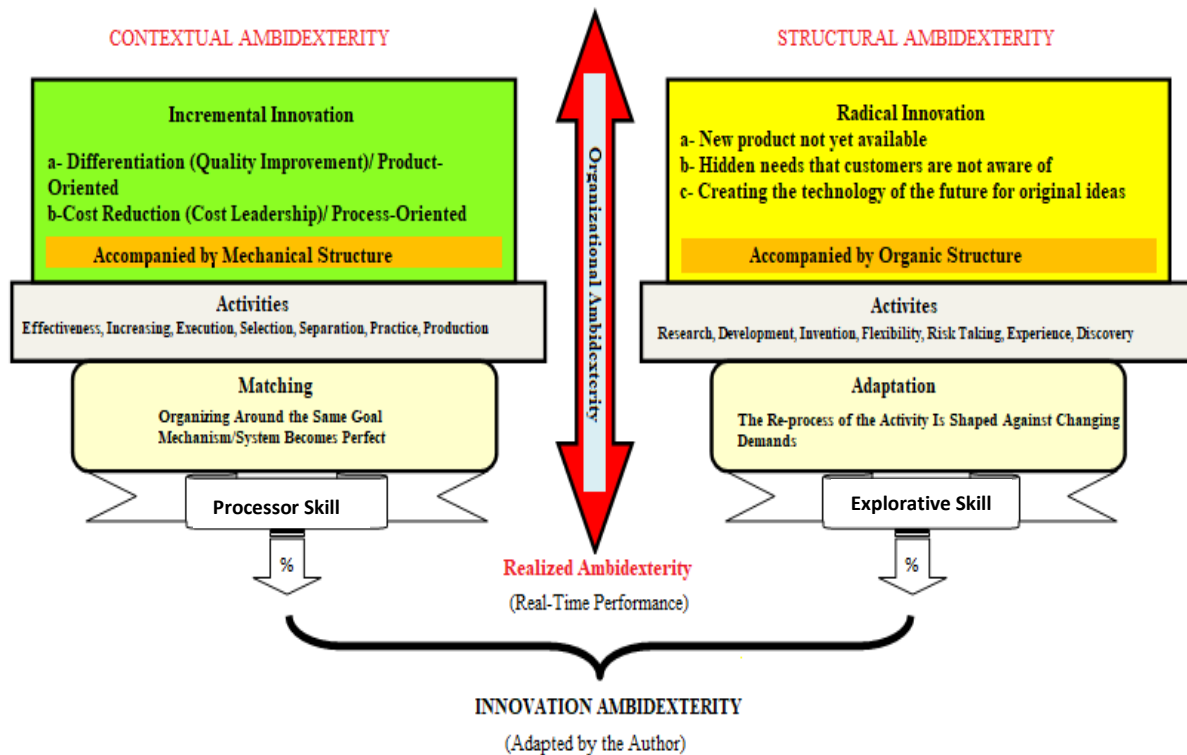 CONTEXTUAL AMBIDEXTERITY
Incremental Innovation
a- Differentiation (Quality Improvement)/ Product-
Oriented
b-Cost Reduction (Cost Leadership)/ Process-Oriented
Accompanied by Mechanical Structure
Activities
Effectiveness, Increasing, Execution, Selection, Separation, Practice, Production
Matching
Organizing Around the Same Goal
Mechanism/System Becomes Perfect
Processor Skill
%
Organizational Ambidexterity
STRUCTURAL AMBIDEXTERITY
Radical Innovation
a- New product not yet available
b- Hidden needs that customers are not aware of
c- Creating the technology of the future for original ideas
Accompanied by Organic Structure
Activites
Research, Development, Invention, Flexibility, Risk Taking, Experience, Discovery
Adaptation
The Re-process of the Activity Is Shaped Against Changing
Demands
Explorative Skill
%
Realized Ambidexterity
(Real-Time Performance)
INNOVATION AMBIDEXTERITY
(Adapted by the Author)